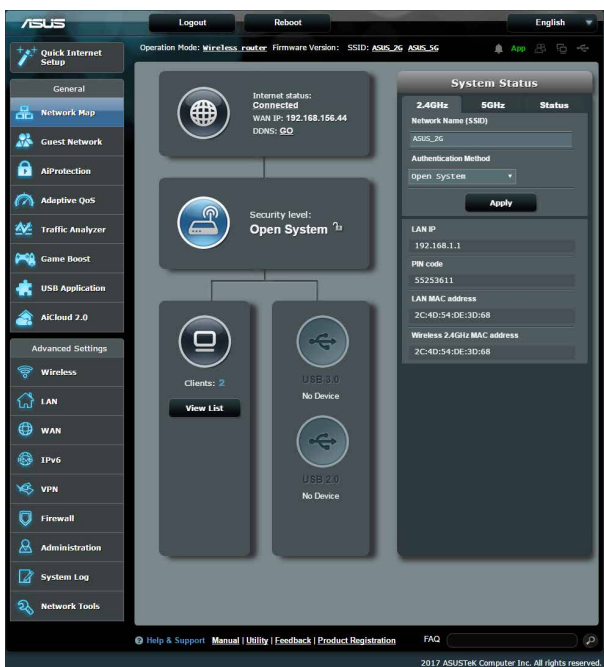 ASUS
Logout
Reboot
English
Quick Internet Setup
Operation Mode: Wireless router Firmware Version: SSID: ASUS_2G ASUS_5G
App
General
Network Map
Guest Network
AiProtection
Adaptive QoS
Traffic Analyzer
Game Boost
USB Application
AiCloud 2.0
Advanced Settings
Wireless
LAN
WAN
IPv6
VPN
Firewall
Administration
System Log
Network Tools
Internet status:
Connected
WAN IP: 192.168.156.44
DDNS: GO
Security level:
Open System
Clients: 2
View List
USB 3.0
No Device
USB 2.0
No Device
System Status
2.4GHz 5GHz Status
Network Name (SSID)
ASUS_2G
Authentication Method
Open System
Apply
LAN IP
192.168.1.1
PIN code
55253611
LAN MAC address
2C:4D:54:DE:3D:68
Wireless 2.4GHz MAC address
2C:4D:54:DE:3D:68
Help & Support Manual | Utility | Feedback | Product Registration FAQ
2017 ASUSTeK Computer Inc. All rights reserved.